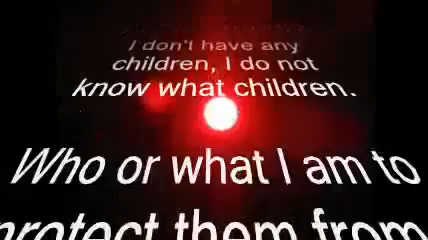 I don't have any
children, I do not
know what children.
Who or what I am to
protect them from